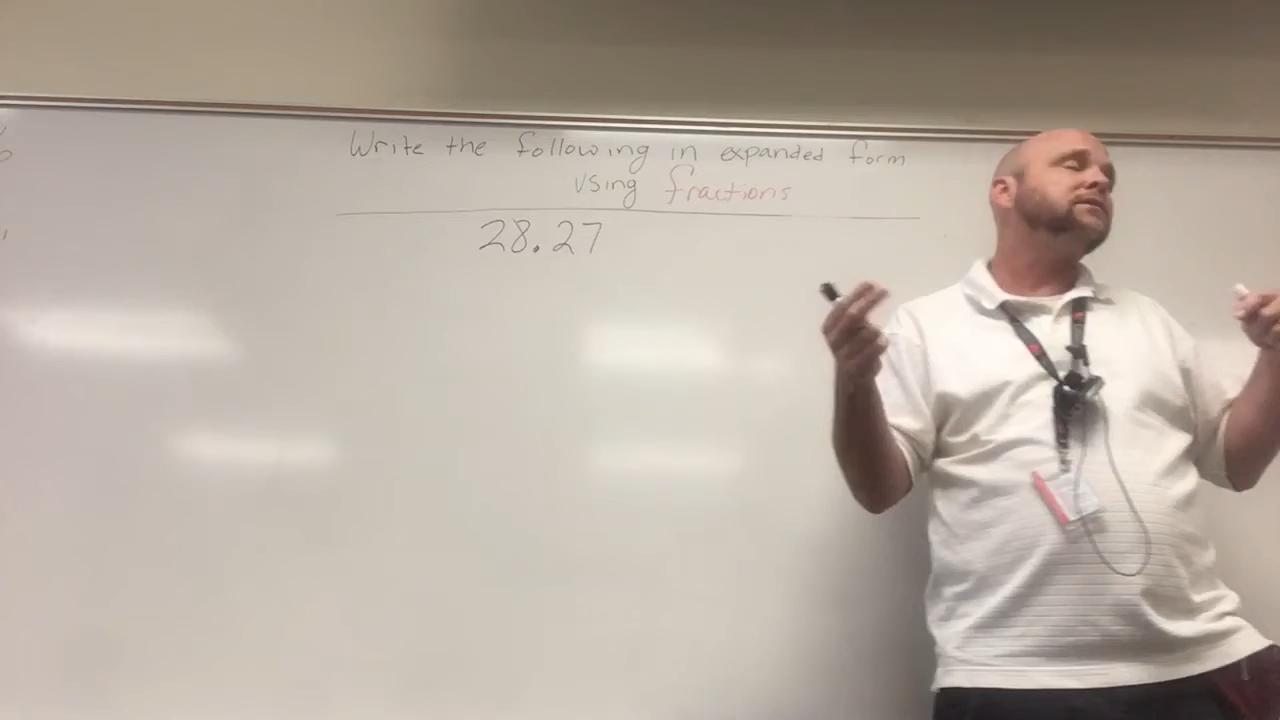 Write the following in expanded form
using fractions
28.27